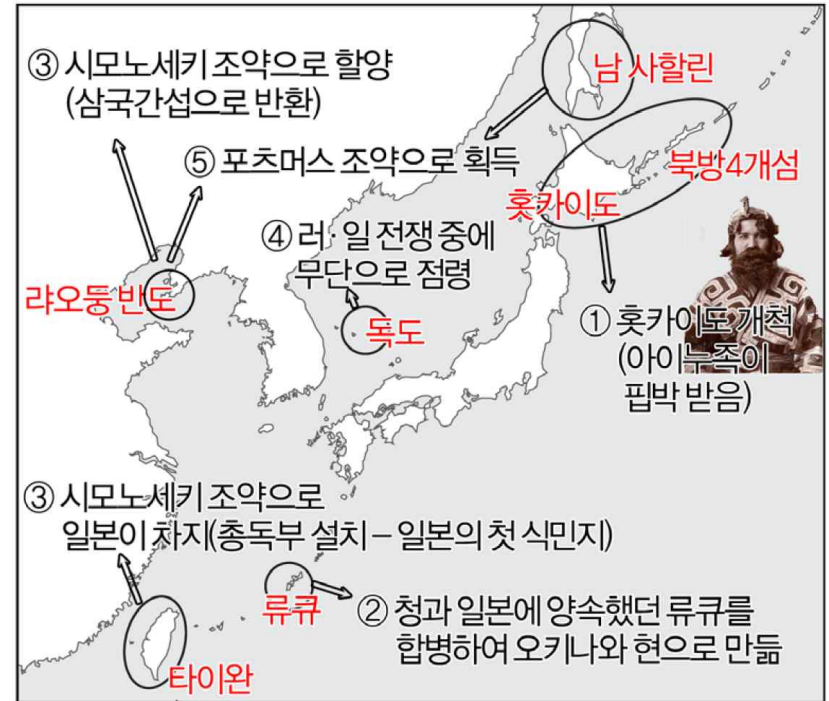 ③ 시모노세키 조약으로 할양
(삼국간섭으로 반환)
남 사할린
⑤ 포츠머스 조약으로 획득
북방4개섬
홋카이도
④ 러·일 전쟁 중에
무단으로 점령
랴오둥 반도
독도
① 홋카이도 개척
(아이누족이
핍박 받음)
③ 시모노세키 조약으로
일본이 차지(총독부 설치 – 일본의 첫 식민지)
류큐
② 청과 일본에 양속했던 류큐를
합병하여 오키나와 현으로 만듦
타이완